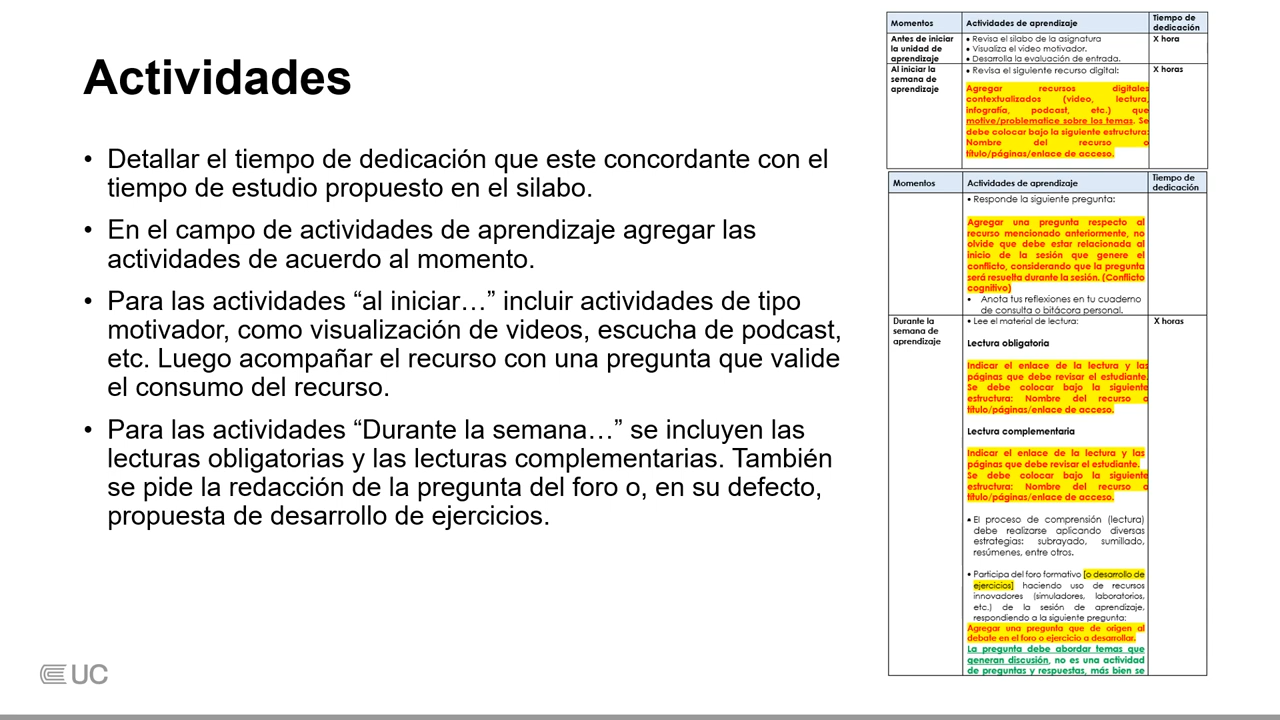 Actividades
• Detallar el tiempo de dedicación que este concordante con el
tiempo de estudio propuesto en el silabo.
• En el campo de actividades de aprendizaje agregar las
actividades de acuerdo al momento.
• Para las actividades “al iniciar…” incluir actividades de tipo
motivador, como visualización de videos, escucha de podcast,
etc. Luego acompañar el recurso con una pregunta que valide
el consumo del recurso.
• Para las actividades “Durante la semana…” se incluyen las
lecturas obligatorias y las lecturas complementarias. También
se pide la redacción de la pregunta del foro o, en su defecto,
propuesta de desarrollo de ejercicios.
UC
Momentos
Actividades de aprendizaje
Tiempo de
dedicación
Antes de iniciar
la unidad de
aprendizaje
• Revisa el sílabo de la asignatura
• Visualiza el video motivador.
• Desarrolla la evaluación de entrada.
X hora
Al iniciar la
semana de
aprendizaje
• Revisa el siguiente recurso digital:
Agregar recursos digitales
contextualizados (video, lectura,
infografía, podcast, etc.) que
motive/problematice sobre los temas. Se
debe colocar bajo la siguiente estructura:
Nombre del recurso o
título/páginas/enlace de acceso.
X horas
Momentos
Actividades de aprendizaje
Tiempo de
dedicación
• Responde la siguiente pregunta:
Agregar una pregunta respecto al
recurso mencionado anteriormente, no
olvide que debe estar relacionada al
inicio de la sesión que genere el
conflicto, considerando que la pregunta
será resuelta durante la sesión. (Conflicto
cognitivo)
• Anota tus reflexiones en tu cuaderno
de consulta o bitácora personal.
Durante la
semana de
aprendizaje
• Lee el material de lectura:
Lectura obligatoria
Indicar el enlace de la lectura y las
páginas que debe revisar el estudiante.
Se debe colocar bajo la siguiente
estructura: Nombre del recurso o
título/páginas/enlace de acceso.
Lectura complementaria
Indicar el enlace de la lectura y las
páginas que debe revisar el estudiante.
Se debe colocar bajo la siguiente
estructura: Nombre del recurso o
título/páginas/enlace de acceso.
• El proceso de comprensión (lectura)
debe realizarse aplicando diversas
estrategias: subrayado, sumillado,
resúmenes, entre otros.
• Participa del foro formativo [o desarrollo de
ejercicios] haciendo uso de recursos
innovadores (simuladores, laboratorios,
etc.) de la sesión de aprendizaje,
respondiendo a la siguiente pregunta:
Agregar una pregunta que de origen al
debate en el foro o ejercicio a desarrollar.
La pregunta debe abordar temas que
generan discusión, no es una actividad
de preguntas y respuestas, más bien se
X horas